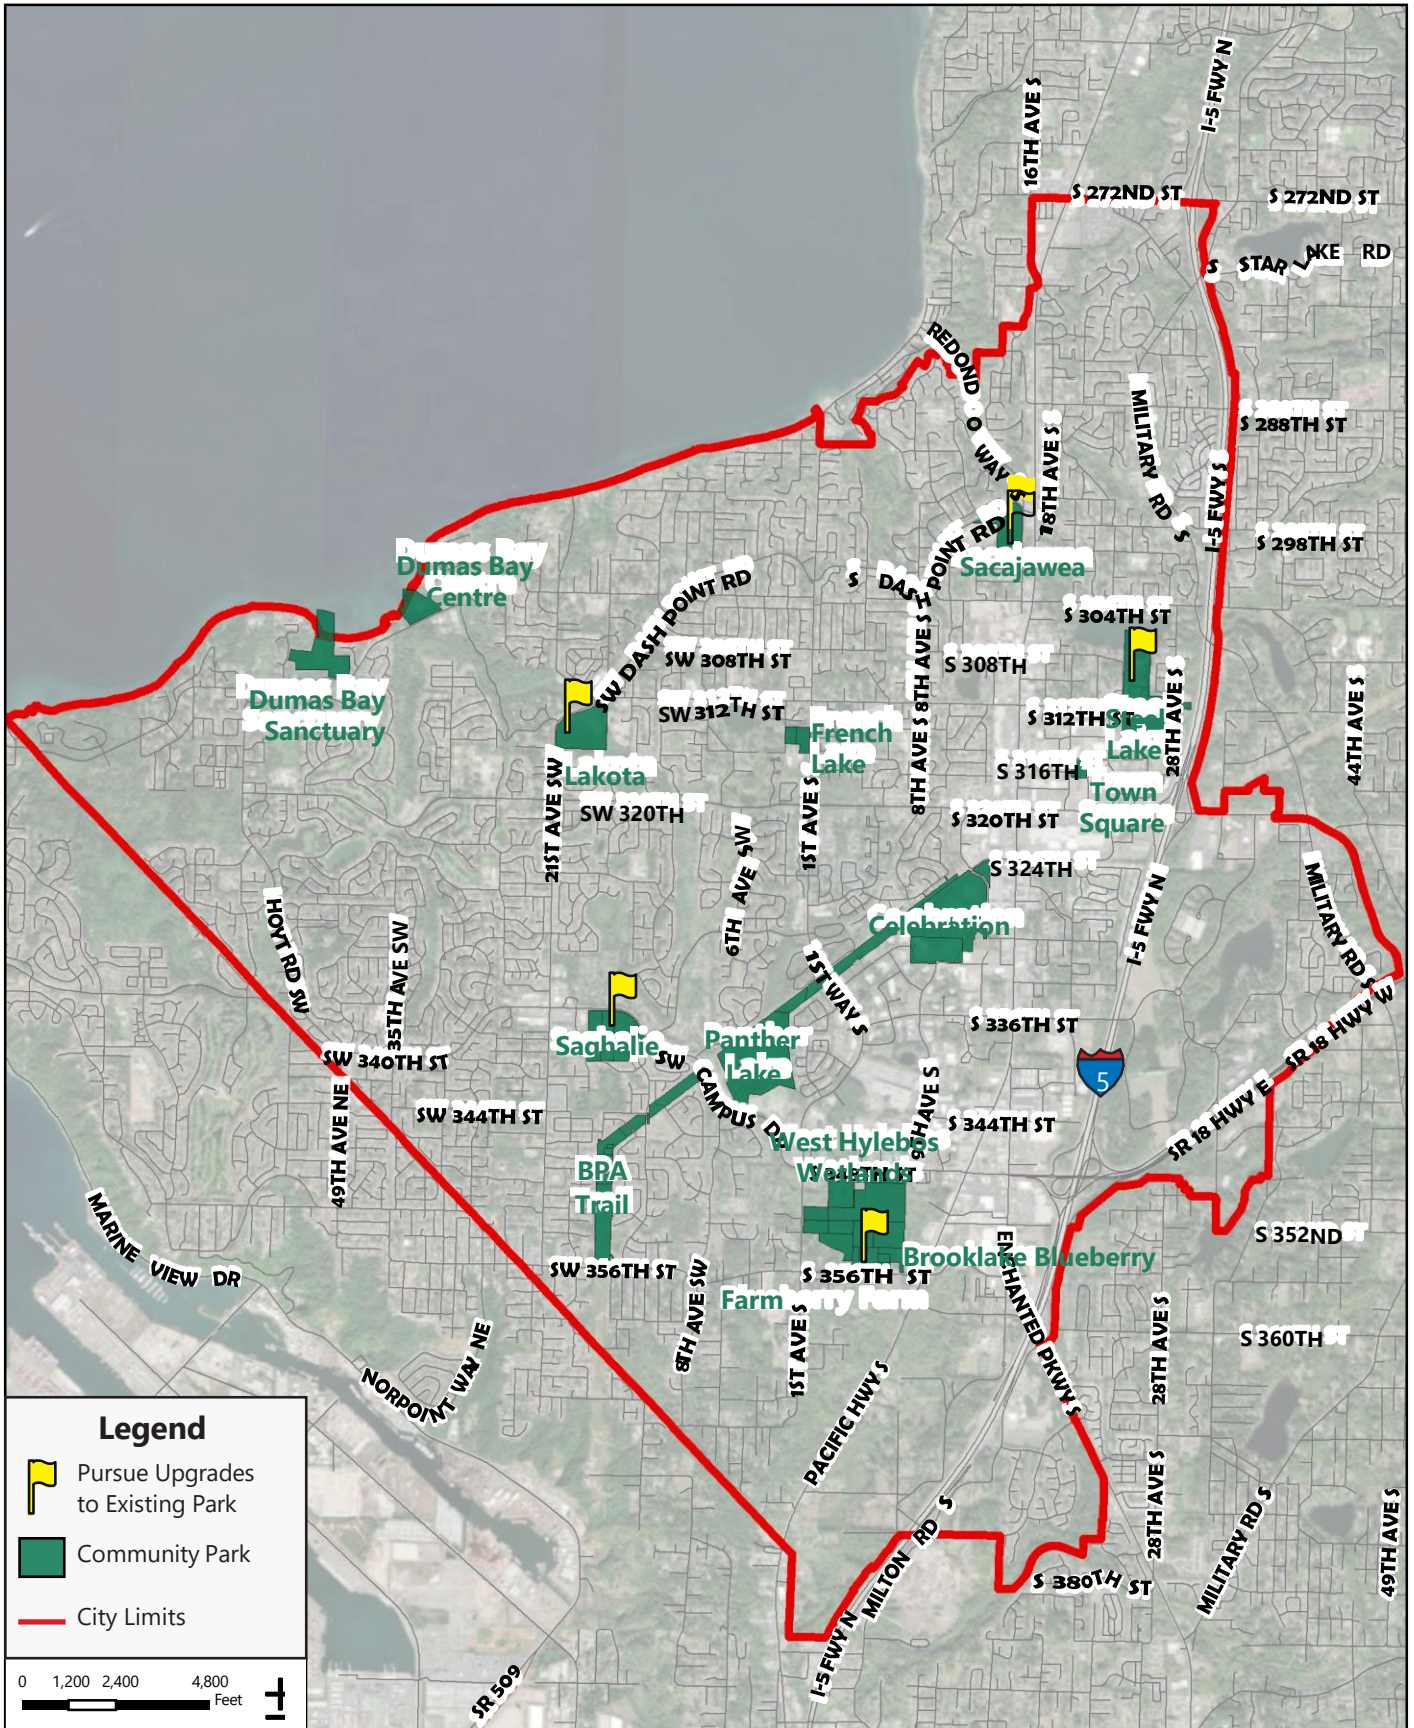 I-5 FWY N
16TH AVE S
S 272ND ST
S 272ND ST
S STAR LAKE RD
REDONDO WAY S
MILITARY RD S
18TH AVE S
S 288TH ST
I-5 FWY S
S 298TH ST
Dumas Bay
Centre
SW DASH POINT RD
S DASH POINT RD
Sacajawea
S 304TH ST
SW 308TH ST
8TH AVE S
S 308TH ST
Dumas Bay
Sanctuary
SW 312TH ST
S 312TH ST
Steel
Lake
28TH AVE S
44TH AVE S
French
Lake
Lakota
21ST AVE SW
1ST AVE S
8TH AVE S
S 316TH ST
Town
Square
SW 320TH ST
S 320TH ST
6TH AVE SW
S 324TH ST
Celebration
I-5 FWY N
MILITARY RD S
HOYT RD SW
35TH AVE SW
1ST WAY S
SR 18 HWY W
Saghalie
Panther
Lake
S 336TH ST
SW 340TH ST
SW CAMPUS DR
5
SR 18 HWY E
49TH AVE NE
SW 344TH ST
9TH AVE S
S 344TH ST
West Hylebos
Wetlands
S 348TH ST
BPA
Trail
MARINE VIEW DR
S 352ND ST
ENCHANTED PKWY S
Brooklake Blueberry
Farm
SW 356TH ST
S 356TH ST
8TH AVE SW
1ST AVE S
28TH AVE S
S 360TH ST
NORPOINT WAY NE
PACIFIC HWY S
28TH AVE S
MILITARY RD S
49TH AVE S
MILTON RD S
S 380TH ST
I-5 FWY N
SR 509
Legend
Pursue Upgrades
to Existing Park
Community Park
City Limits
0 1,200 2,400 4,800
Feet